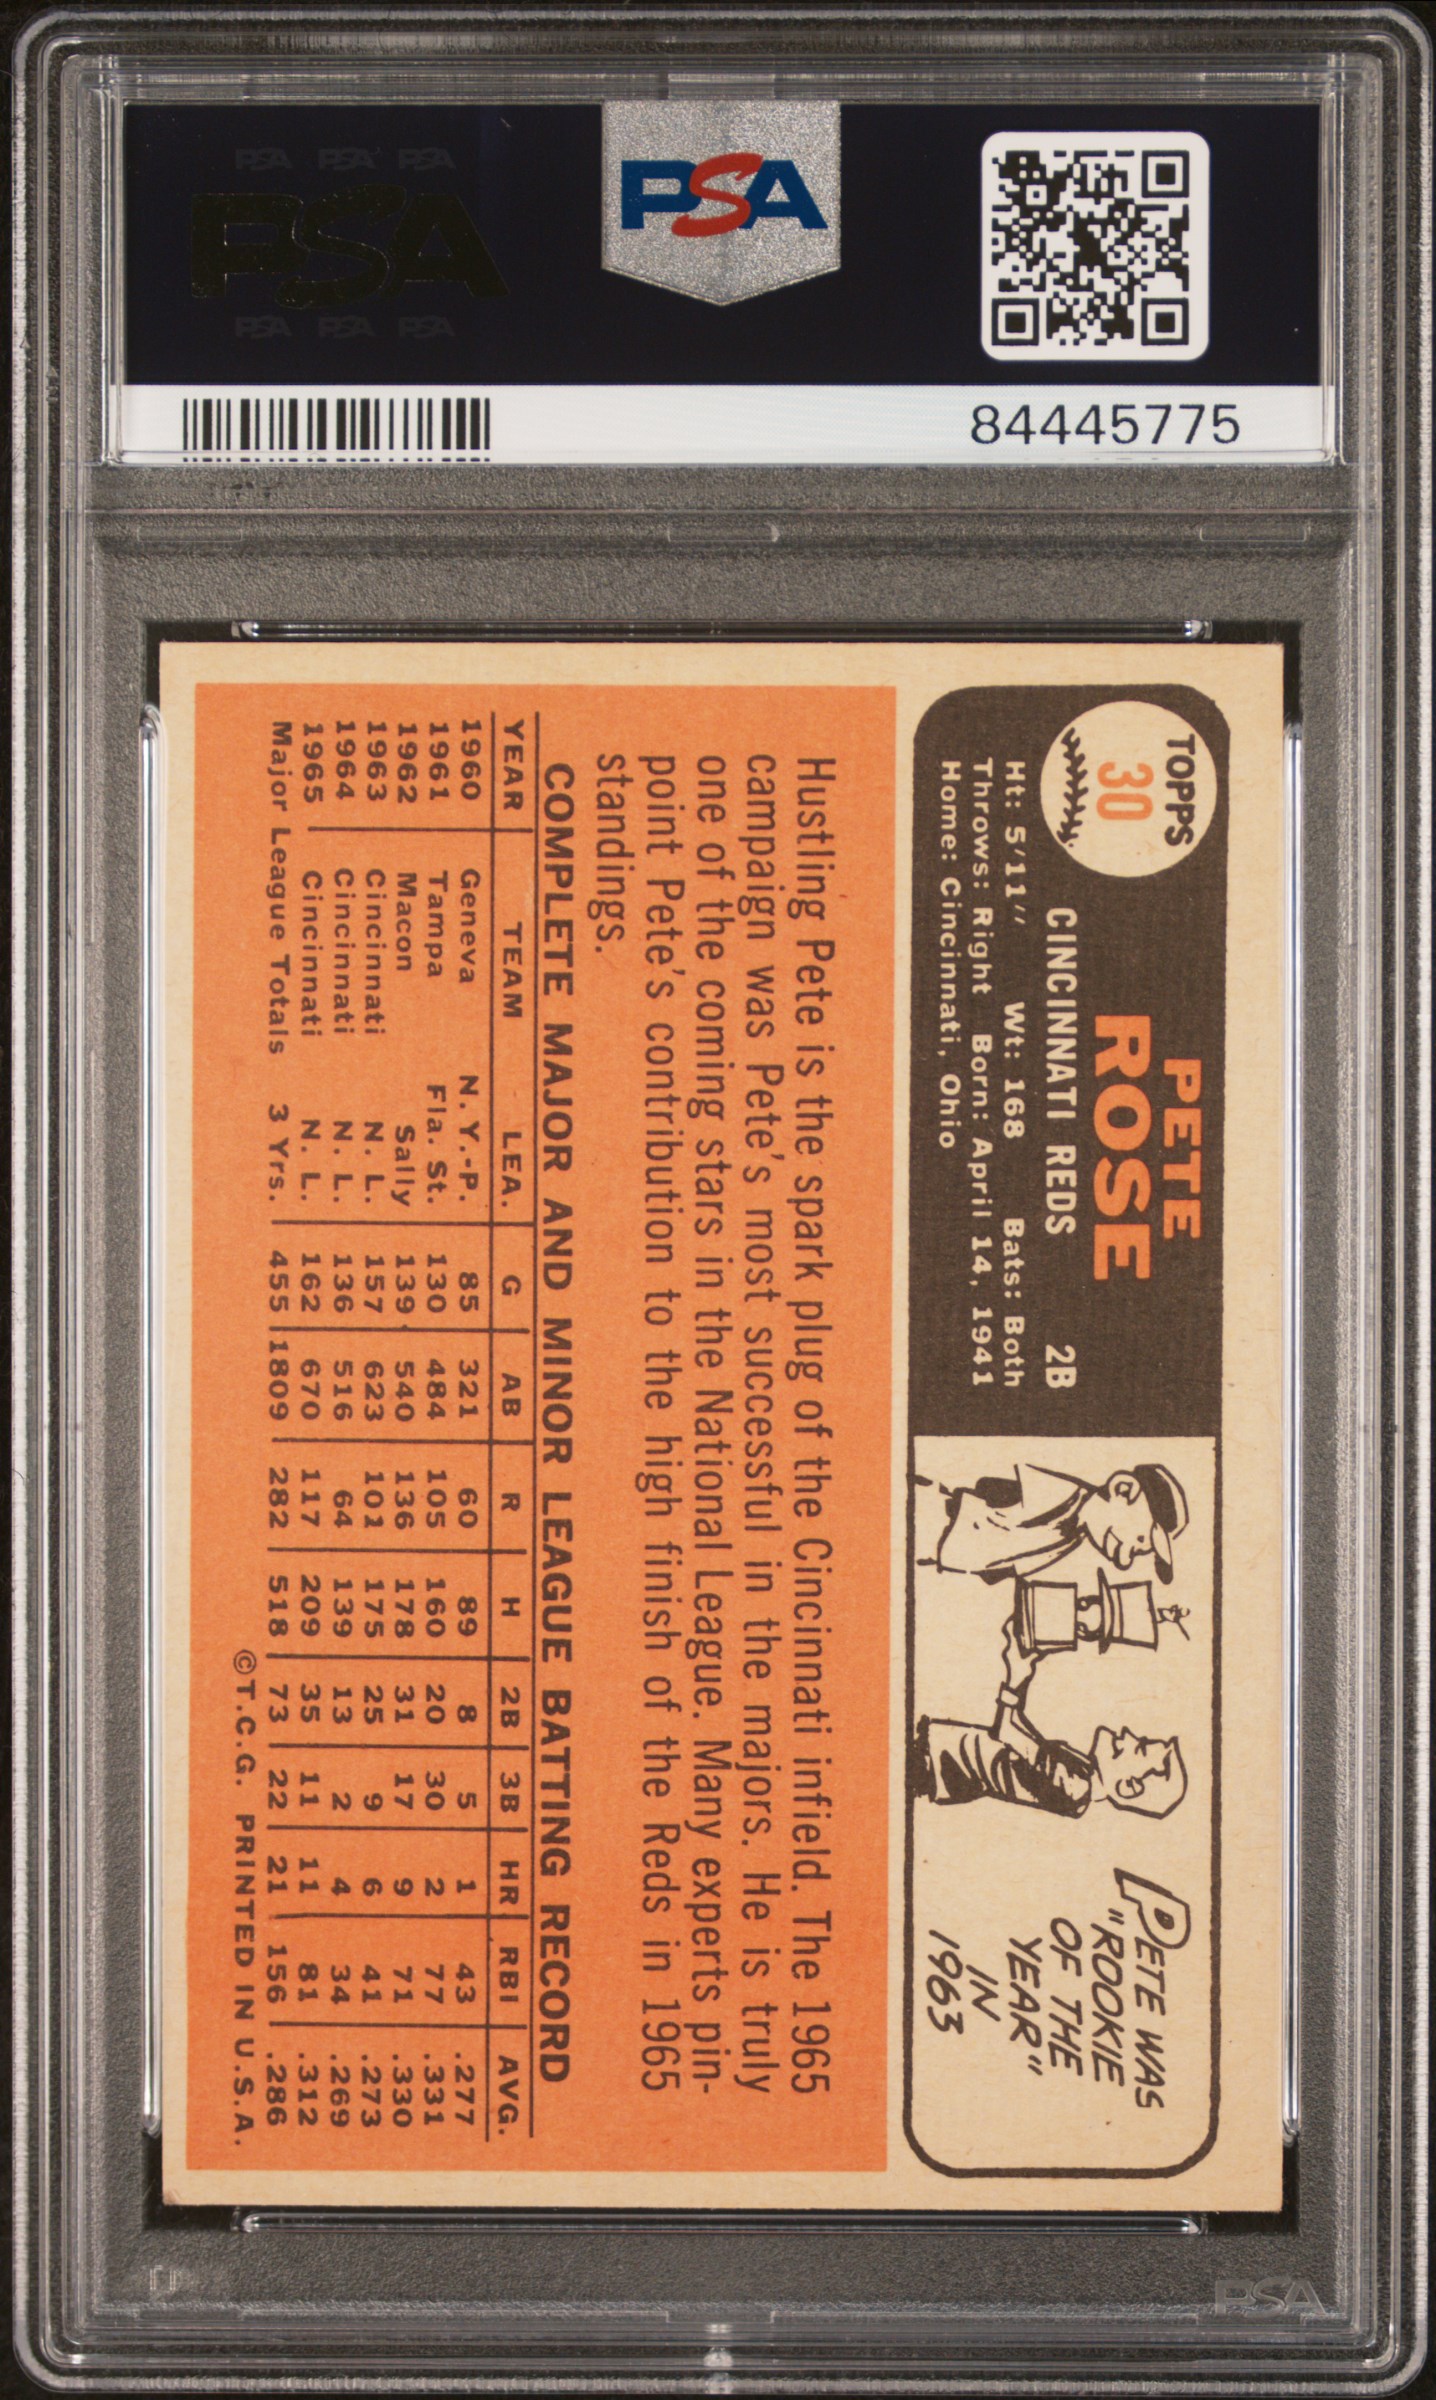 PSA PSA PSA
PSA
PSA PSA PSA
PSA
84445775
TOPPS
30
PETE
ROSE
CINCINNATI REDS 2B
Ht: 5'11" Wt: 168 Bats: Both
Throws: Right Born: April 14, 1941
Home: Cincinnati, Ohio
PETE WAS
"ROOKIE
OF THE
YEAR"
IN
1963
Hustling Pete is the spark plug of the Cincinnati infield. The 1965
campaign was Pete's most successful in the majors. He is truly
one of the coming stars in the National League. Many experts pin-
point Pete's contribution to the high finish of the Reds in 1965
standings.
COMPLETE MAJOR AND MINOR LEAGUE BATTING RECORD
YEAR TEAM LEA. G AB R H 2B 3B HR RBI AVG.
1960 Geneva N. Y.-P. 85 321 60 89 8 5 1 43 .277
1961 Tampa Fla. St. 130 484 105 160 20 30 2 77 .331
1962 Macon Sally 139 540 136 178 31 17 9 71 .330
1963 Cincinnati N. L. 157 623 101 175 25 9 6 41 .273
1964 Cincinnati N. L. 136 516 64 139 13 2 4 34 .269
1965 Cincinnati N. L. 162 670 117 209 35 11 11 81 .312
Major League Totals 3 Yrs. 455 1809 282 518 73 22 21 156 .286
©T.C.G. PRINTED IN U.S.A.
PSA